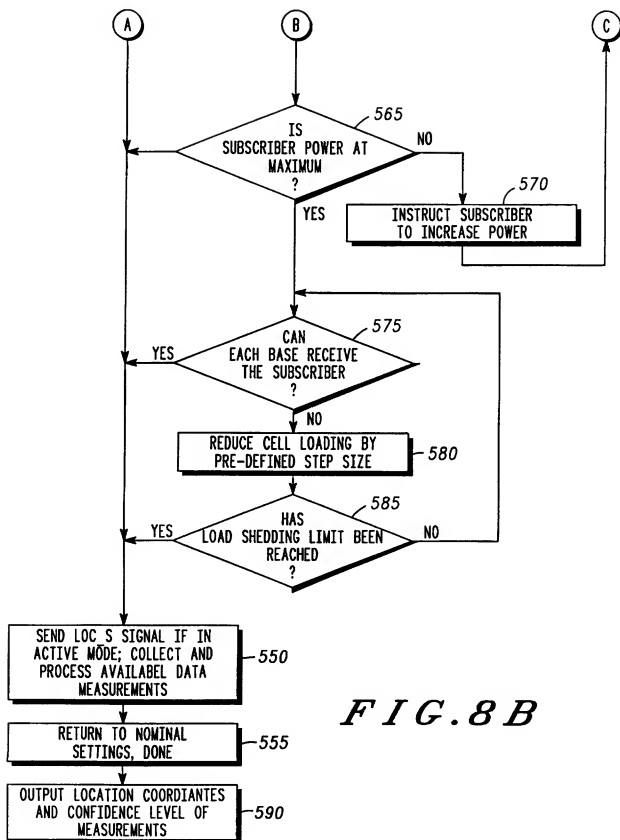 A
B
C
565
IS
SUBSCRIBER POWER AT
MAXIMUM
?
NO
YES
570
INSTRUCT SUBSCRIBER
TO INCREASE POWER
575
CAN
EACH BASE RECEIVE
THE SUBSCRIBER
?
YES
NO
REDUCE CELL LOADING BY
PRE-DEFINED STEP SIZE
580
585
HAS
LOAD SHEDDING LIMIT BEEN
REACHED
?
YES
NO
SEND LOC S SIGNAL IF IN
ACTIVE MODE; COLLECT AND
PROCESS AVAILABEL DATA
MEASUREMENTS
550
RETURN TO NOMINAL
SETTINGS, DONE
555
OUTPUT LOCATION COORDIANTES
AND CONFIDENCE LEVEL OF
MEASUREMENTS
590
FIG.8B